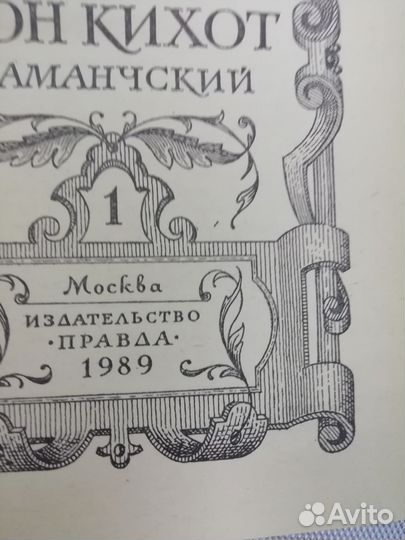 ОН КИХОТ
АМАНЧСКИЙ
1
Москва
ИЗДАТЕЛЬСТВО
·ПРАВДА·
1989
Avito